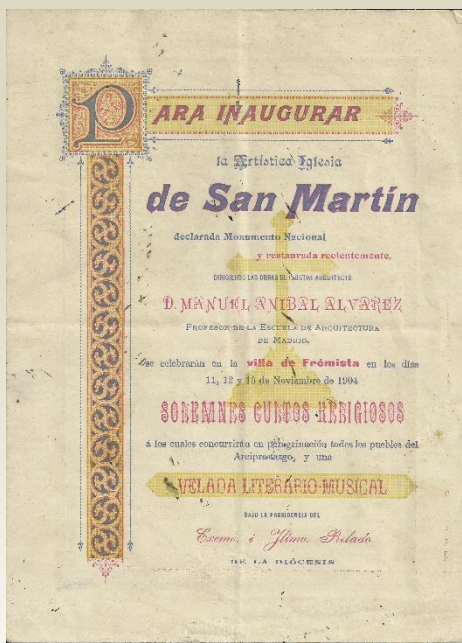 PARA INAUGURAR
la Artística Iglesia
de San Martín
declarada Monumento Nacional
y restaurada recientemente,
DIRIGIENDO LAS OBRAS EL ILUSTRE ARQUITECTO
D. MANUEL ANIBAL ALVAREZ
PROFESOR DE LA ESCUELA DE ARQUITECTURA
DE MADRID,
se celebrarán en la villa de Frómista en los días
11, 12 y 13 de Noviembre de 1904
SOLEMNES CULTOS RELIGIOSOS
á los cuales concurrirán en peregrinación todos los pueblos del
Arciprestazgo, y una
VELADA LITERARIO-MUSICAL
BAJO LA PRESIDENCIA DEL
Excmo. é Iltmo. Prelado
DE LA DIÓCESIS